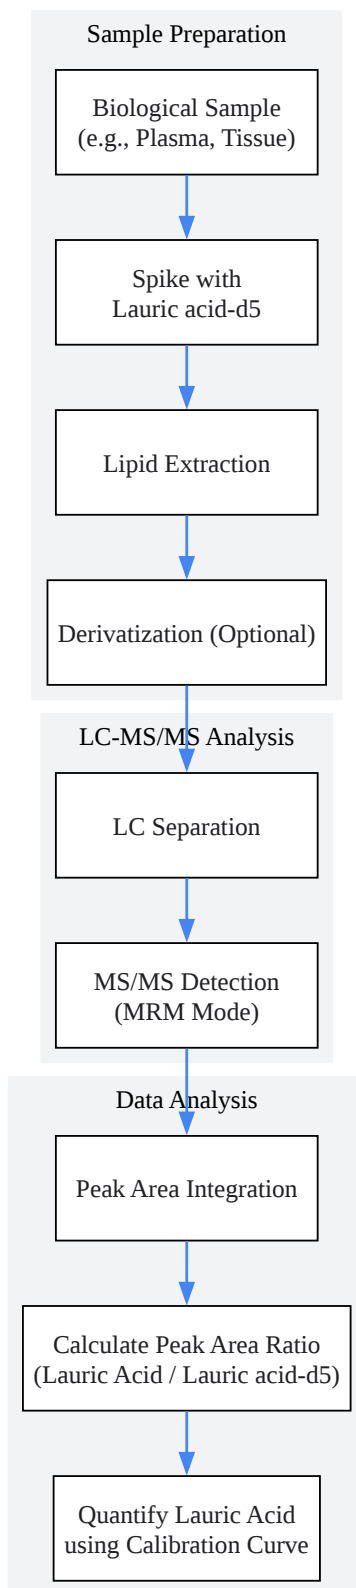 Sample Preparation
Biological Sample
(e.g., Plasma, Tissue)
Spike with
Lauric acid-d5
Lipid Extraction
Derivatization (Optional)
LC-MS/MS Analysis
LC Separation
MS/MS Detection
(MRM Mode)
Data Analysis
Peak Area Integration
Calculate Peak Area Ratio
(Lauric Acid / Lauric acid-d5)
Quantify Lauric Acid
using Calibration Curve